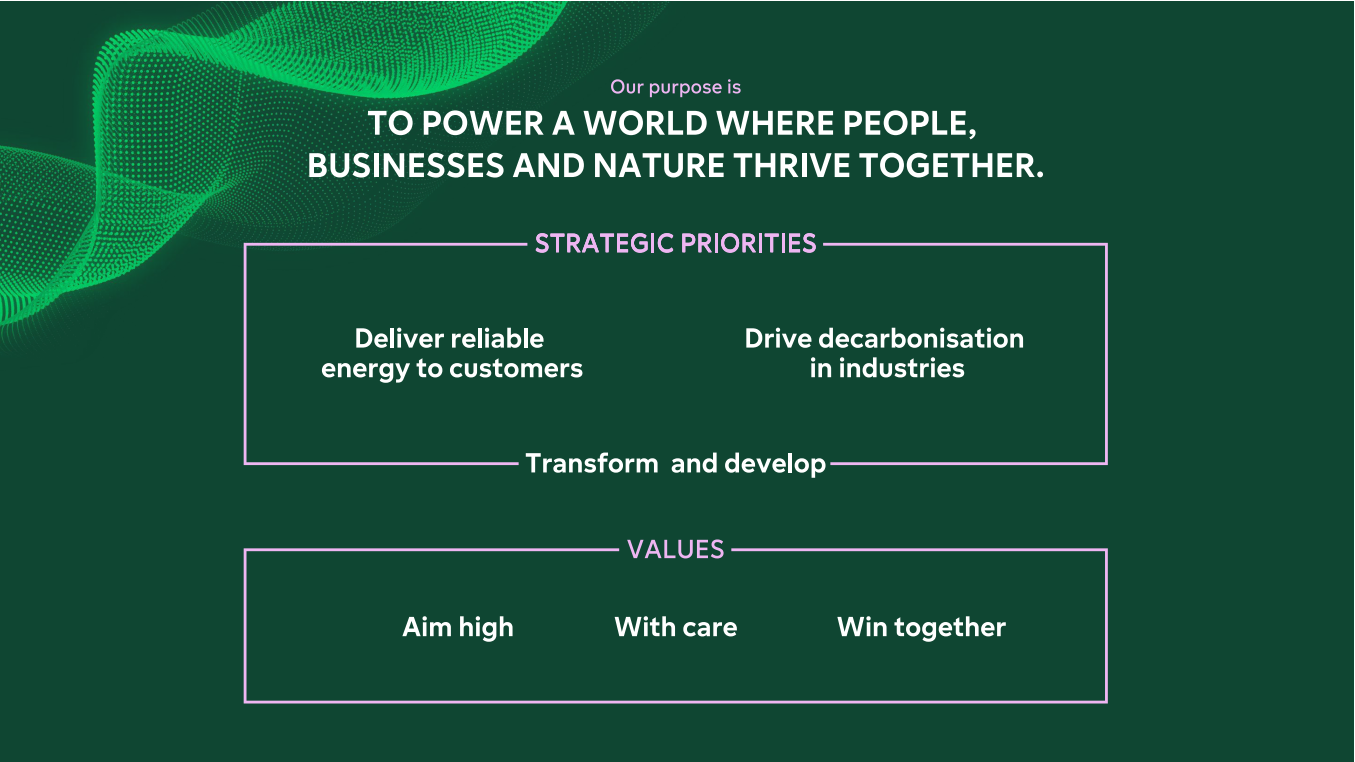 Our purpose is
TO POWER A WORLD WHERE PEOPLE,
BUSINESSES AND NATURE THRIVE TOGETHER.
STRATEGIC PRIORITIES
Deliver reliable
energy to customers
Drive decarbonisation
in industries
Transform  and develop
VALUES
Aim high
With care
Win together